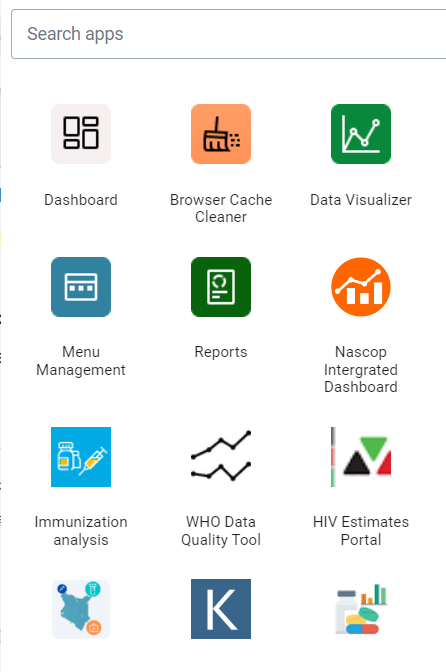 Search apps
Dashboard
Browser Cache
Cleaner
Data Visualizer
Menu
Management
Reports
Nascop
Intergrated
Dashboard
Immunization
analysis
WHO Data
Quality Tool
HIV Estimates
Portal
K